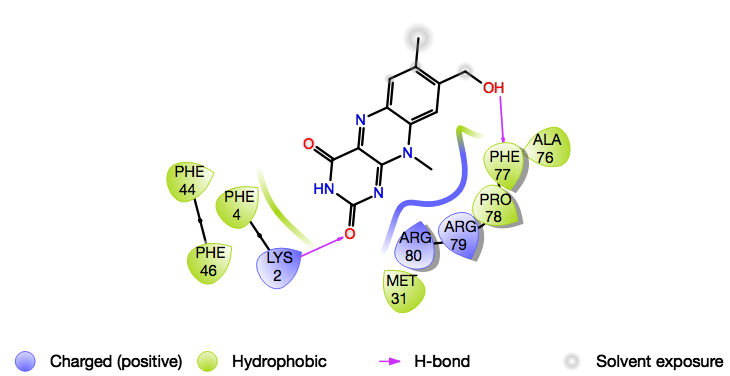 OH
N
O
N
HN
N
O
ALA
76
PHE
77
PHE
44
PHE
4
PRO
78
ARG
79
ARG
80
PHE
46
LYS
2
MET
31
Charged (positive)
Hydrophobic
H-bond
Solvent exposure